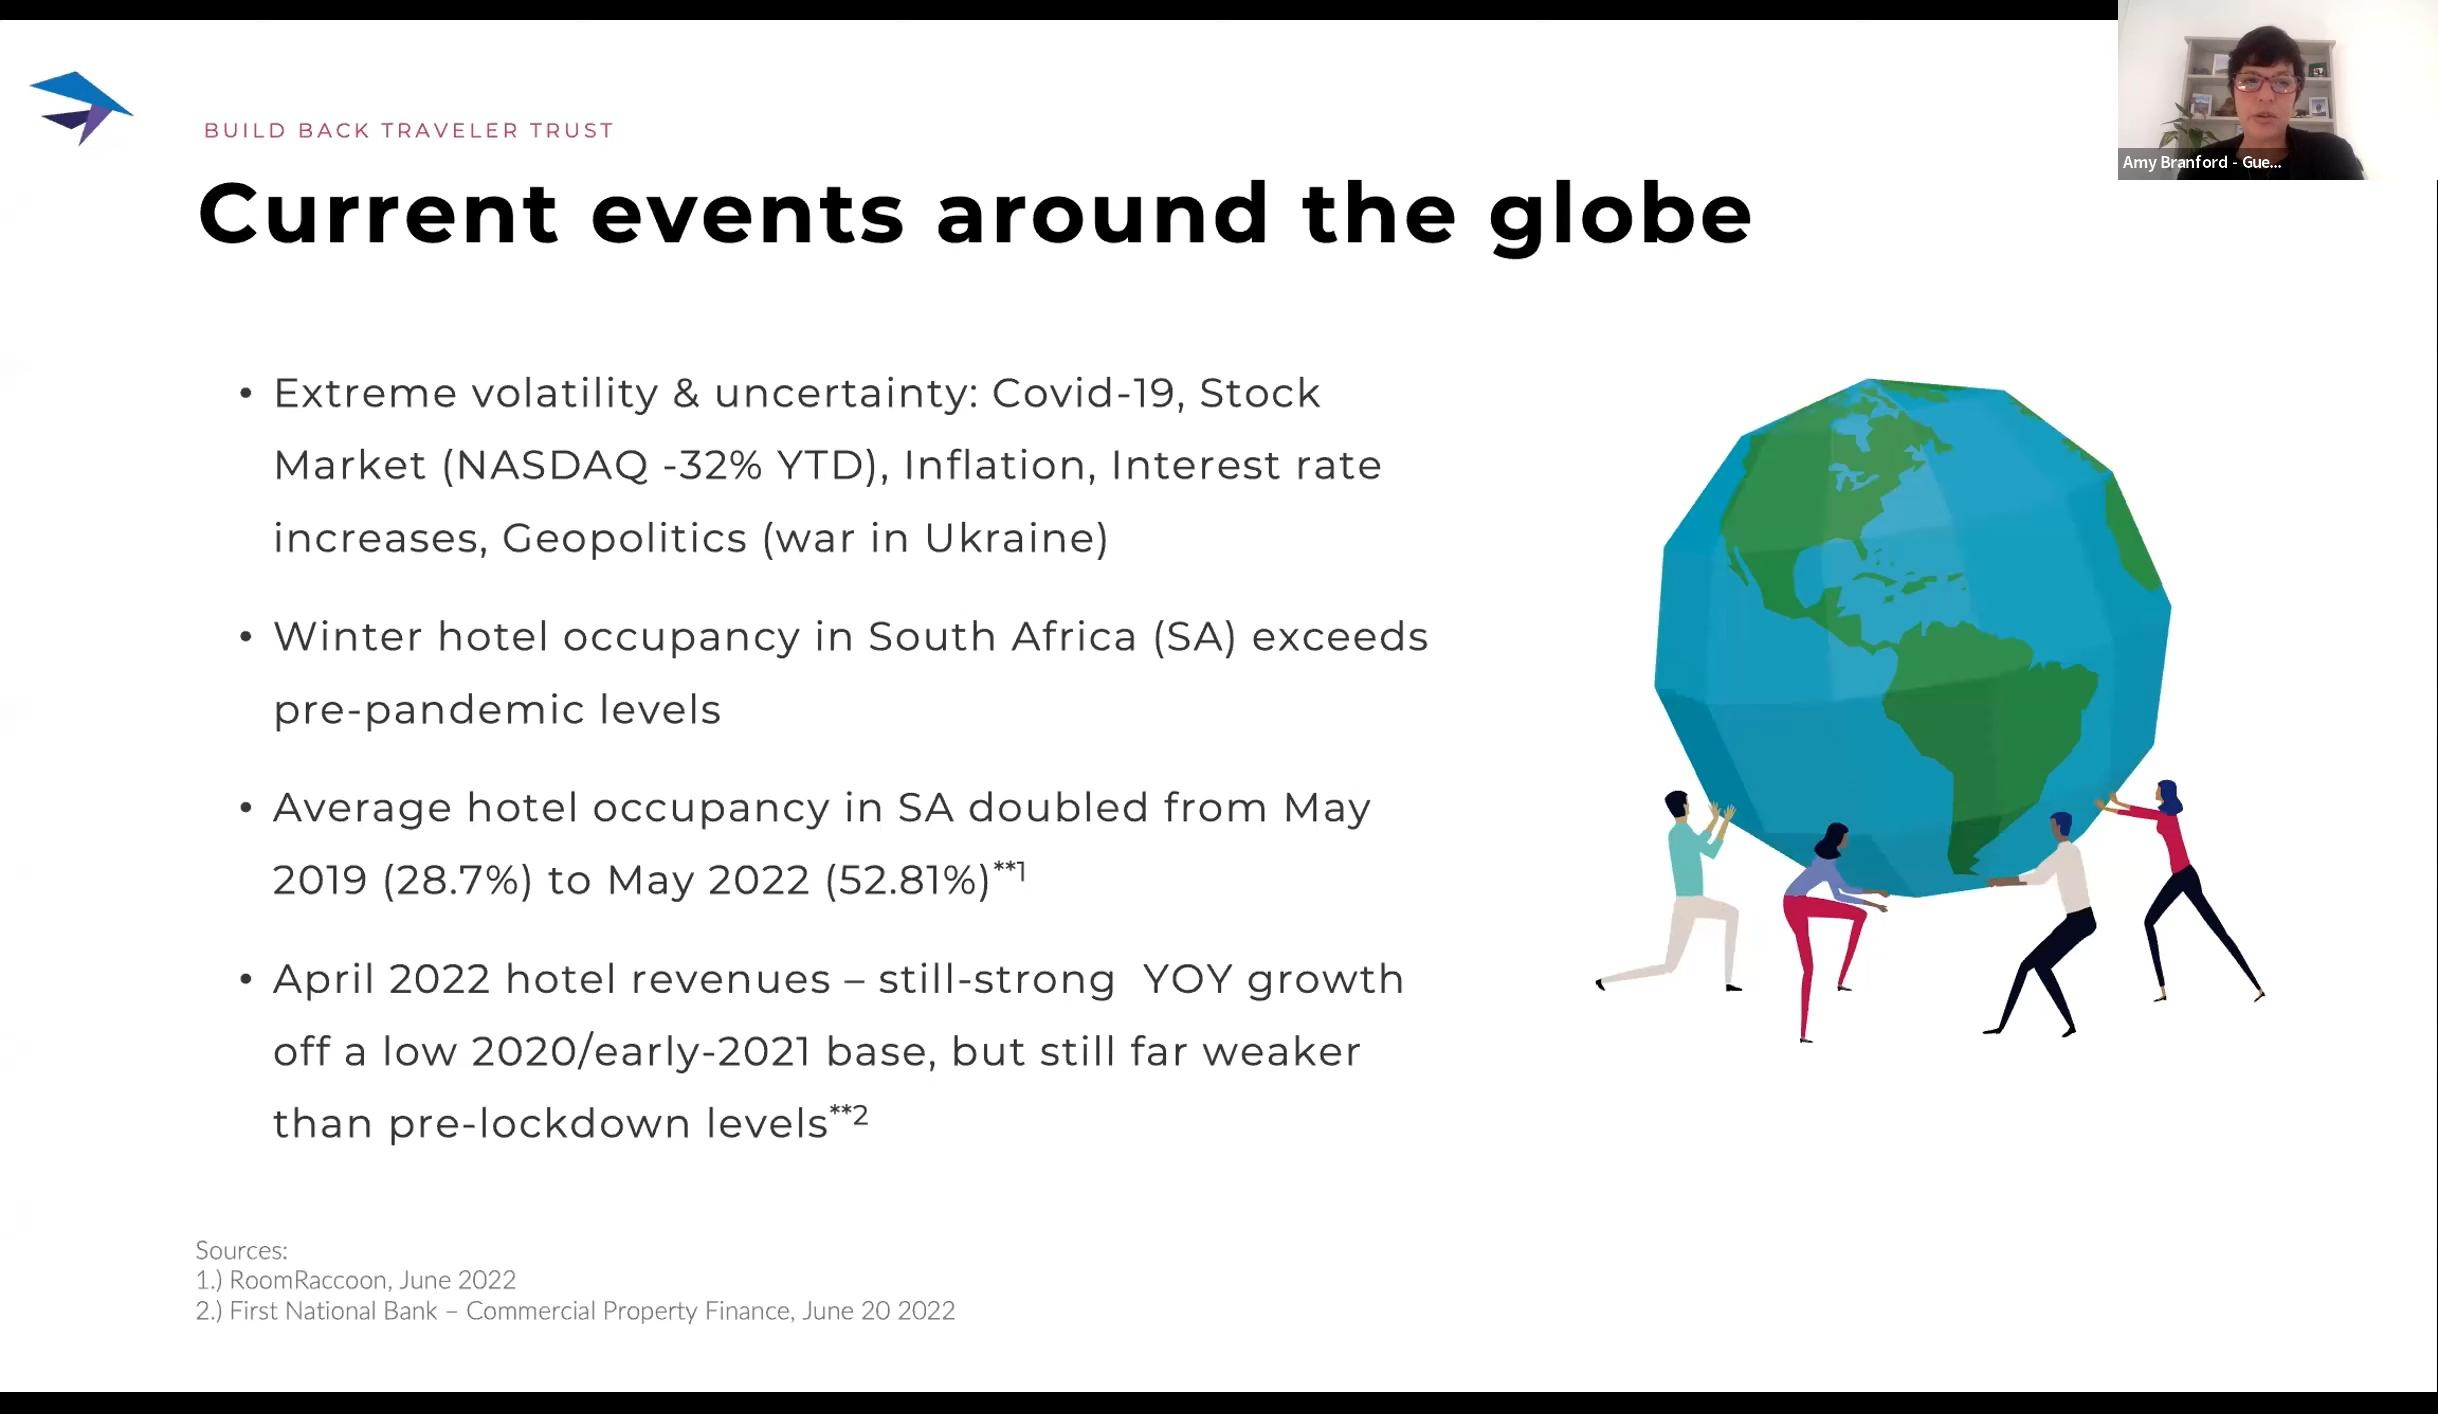 BUILD BACK TRAVELER TRUST
Current events around the globe
• Extreme volatility & uncertainty: Covid-19, Stock
Market (NASDAQ -32% YTD), Inflation, Interest rate
increases, Geopolitics (war in Ukraine)
• Winter hotel occupancy in South Africa (SA) exceeds
pre-pandemic levels
• Average hotel occupancy in SA doubled from May
2019 (28.7%) to May 2022 (52.81%)**1
• April 2022 hotel revenues – still-strong  YOY growth
off a low 2020/early-2021 base, but still far weaker
than pre-lockdown levels**2
Sources:
1.) RoomRaccoon, June 2022
2.) First National Bank – Commercial Property Finance, June 20 2022
Amy Branford - Gue...